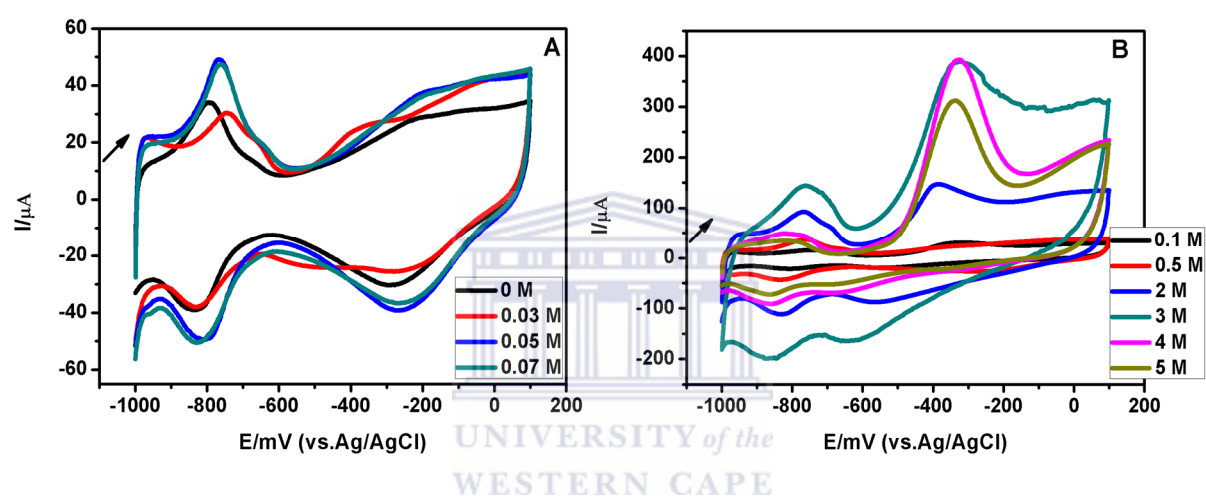 A
60
40
20
0
-20
-40
-60
I/µA
-1000 -800 -600 -400 -200 0 200
E/mV (vs.Ag/AgCl)
0 M
0.03 M
0.05 M
0.07 M
B
400
300
200
100
0
-100
-200
I/µA
-1000 -800 -600 -400 -200 0 200
E/mV (vs.Ag/AgCl)
0.1 M
0.5 M
2 M
3 M
4 M
5 M
UNIVERSITY of the
WESTERN CAPE